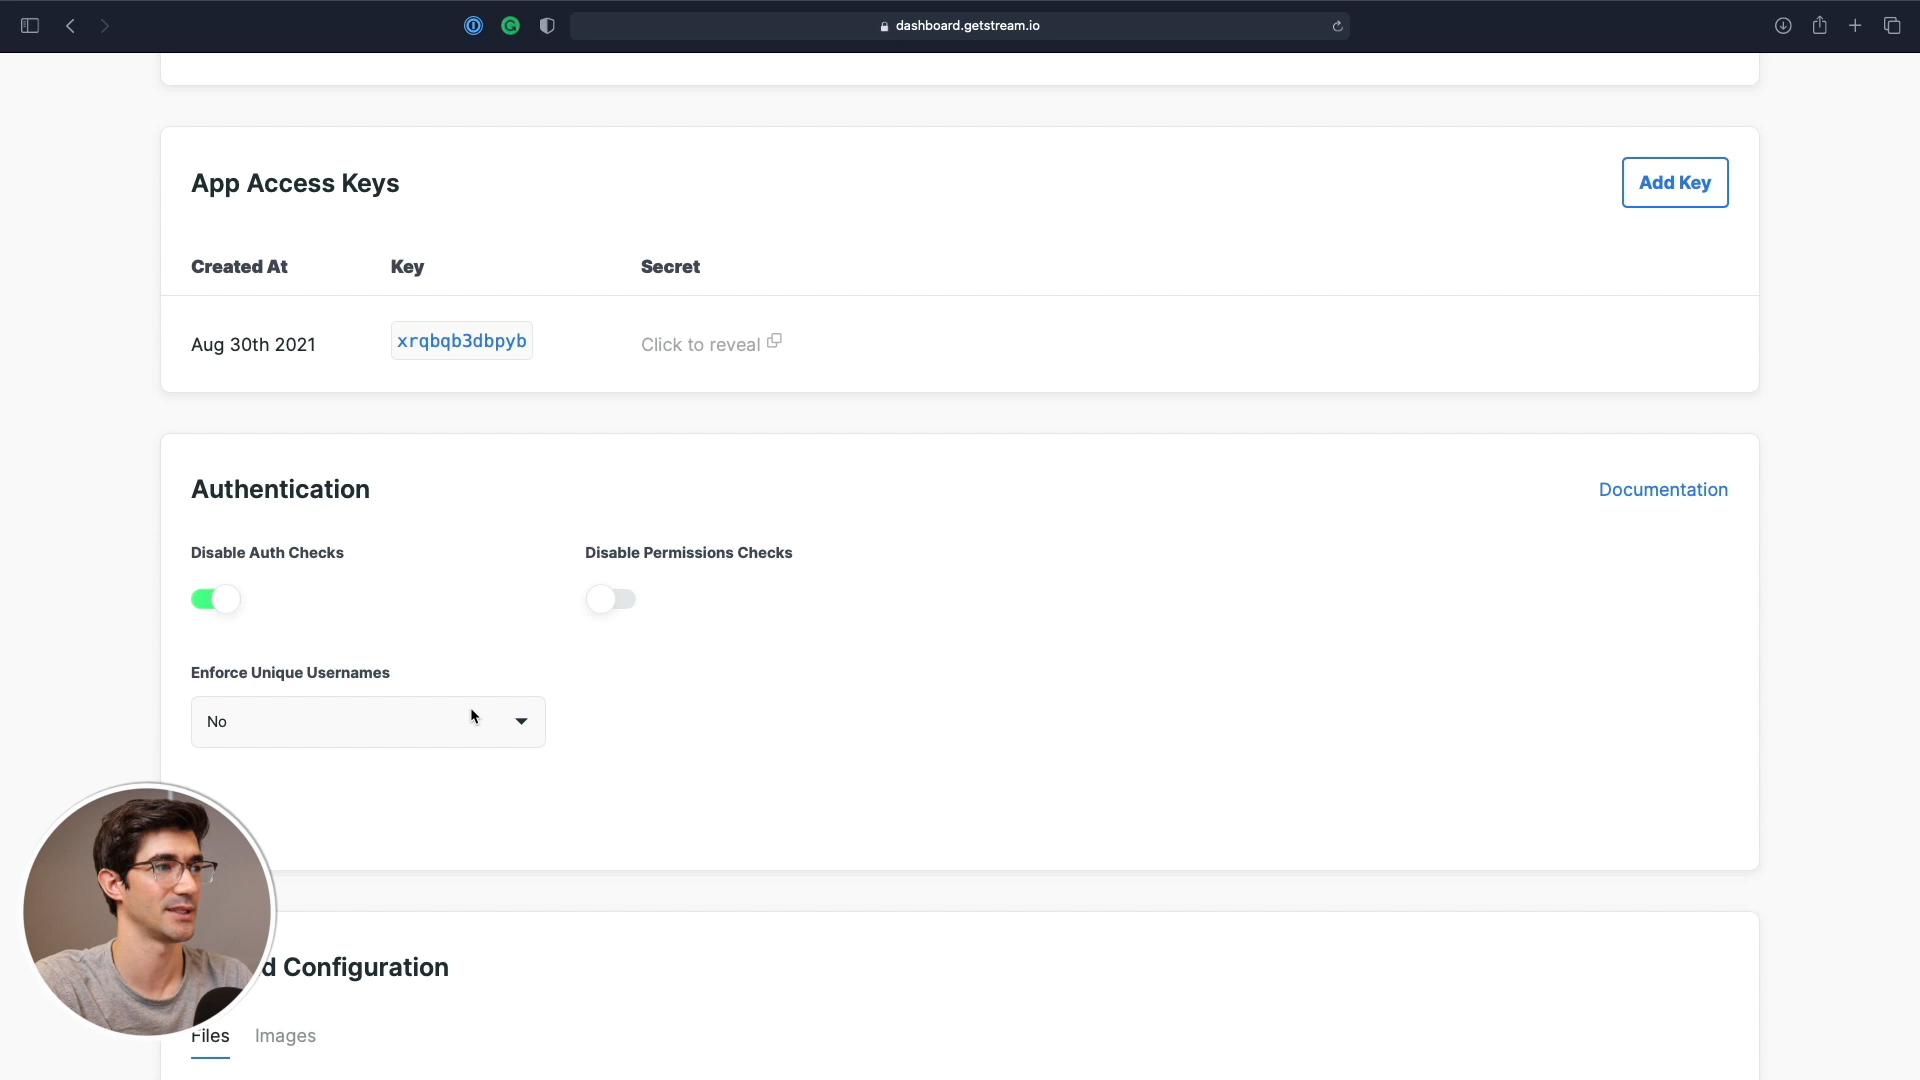 dashboard.getstream.io
App Access Keys
Add Key
Created At Key Secret
Aug 30th 2021 xrqbqb3dbpyb Click to reveal
Authentication
Documentation
Disable Auth Checks Disable Permissions Checks
Enforce Unique Usernames
No
d Configuration
Files Images